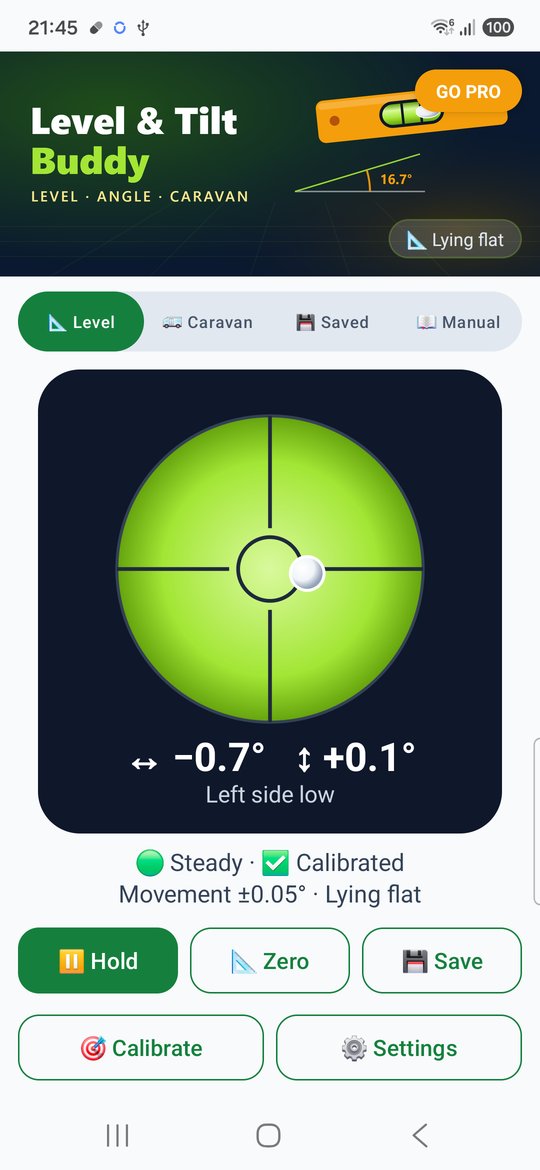 21:45
6
100
GO PRO
Level & Tilt
Buddy
LEVEL · ANGLE · CARAVAN
16.7°
📐 Lying flat
📐 Level
🚐 Caravan
💾 Saved
📖 Manual
↔ −0.7° ↕ +0.1°
Left side low
🟢 Steady · ✅ Calibrated
Movement ±0.05° · Lying flat
⏸️ Hold
📐 Zero
💾 Save
🎯 Calibrate
⚙️ Settings